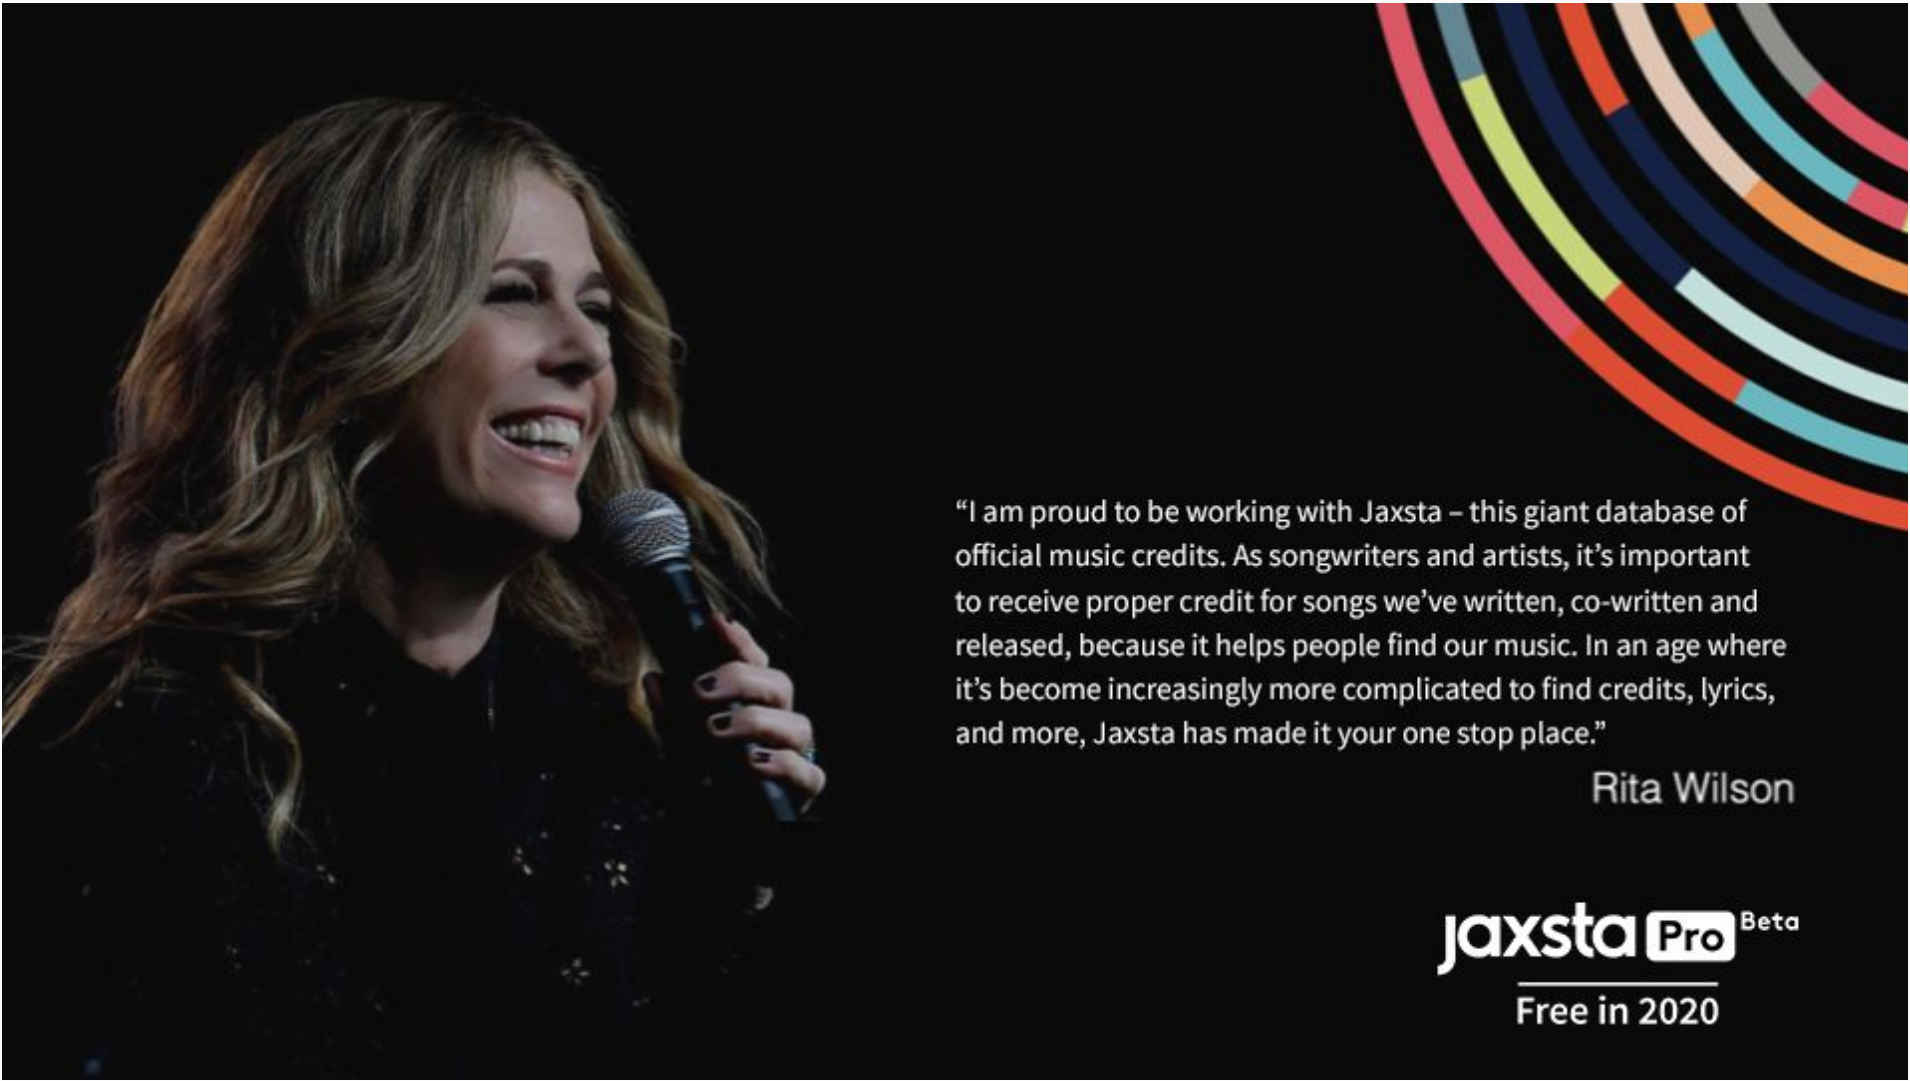 “I am proud to be working with Jaxsta – this giant database of
official music credits. As songwriters and artists, it’s important
to receive proper credit for songs we’ve written, co-written and
released, because it helps people find our music. In an age where
it’s become increasingly more complicated to find credits, lyrics,
and more, Jaxsta has made it your one stop place.”
Rita Wilson
jaxsta Pro Beta
Free in 2020